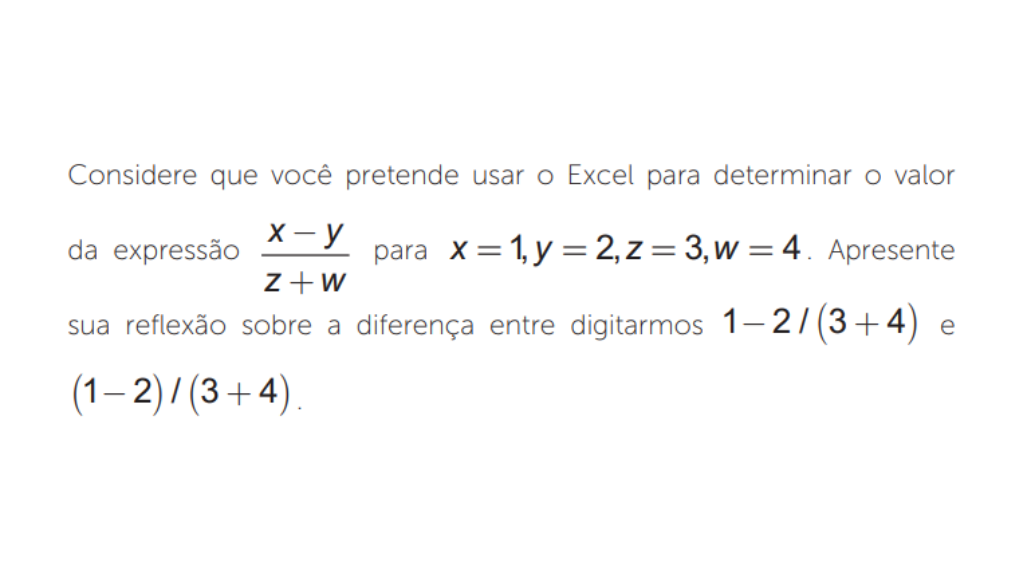 Considere que você pretende usar o Excel para determinar o valor
da expressão (x − y)/(z + w) para x = 1, y = 2, z = 3, w = 4. Apresente
sua reflexão sobre a diferença entre digitarmos 1 − 2 / (3 + 4) e
(1 − 2) / (3 + 4).